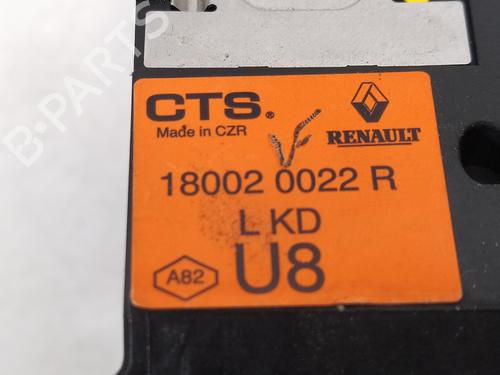 B-PARTS
CTS®
Made in CZR
RENAULT
18002 0022 R
L KD
A82
U8